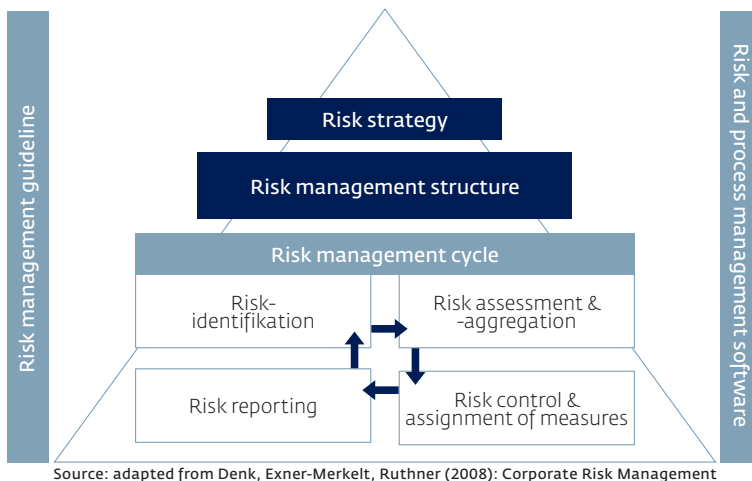 Risk management guideline
Risk strategy
Risk management structure
Risk management cycle
Risk-
identifikation
Risk assessment &
-aggregation
Risk reporting
Risk control &
assignment of measures
Risk and process management software
Source: adapted from Denk, Exner-Merkelt, Ruthner (2008): Corporate Risk Management